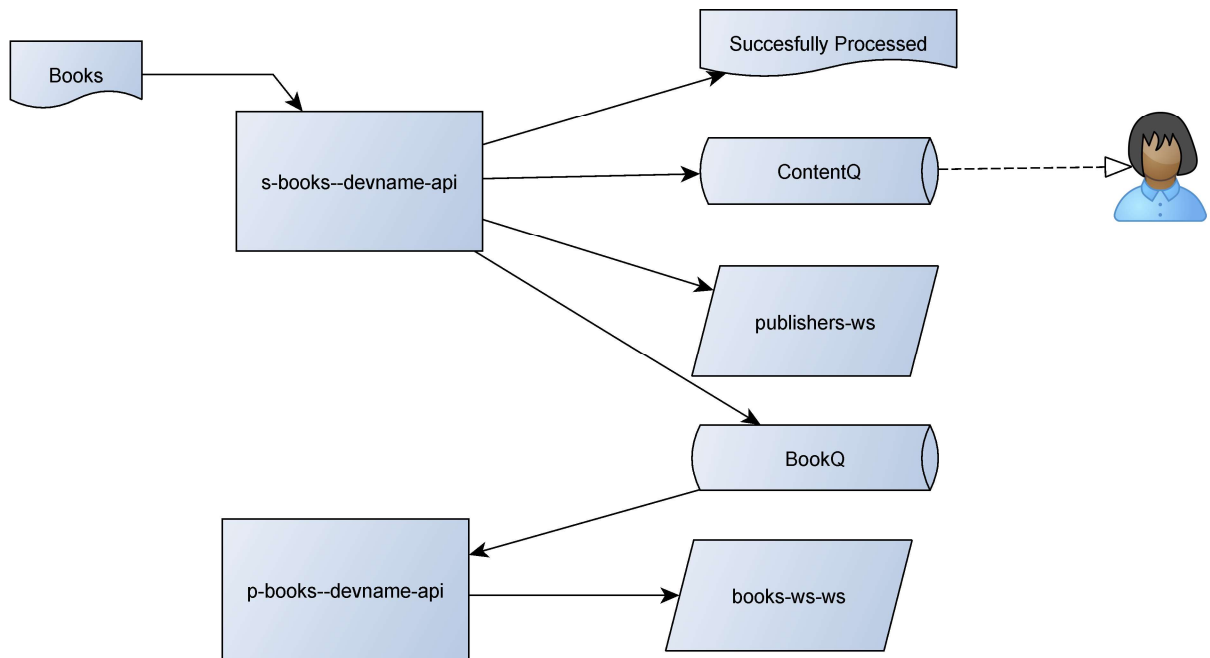 Succesfully Processed
Books
s-books--devname-api
ContentQ
publishers-ws
BookQ
p-books--devname-api
books-ws-ws